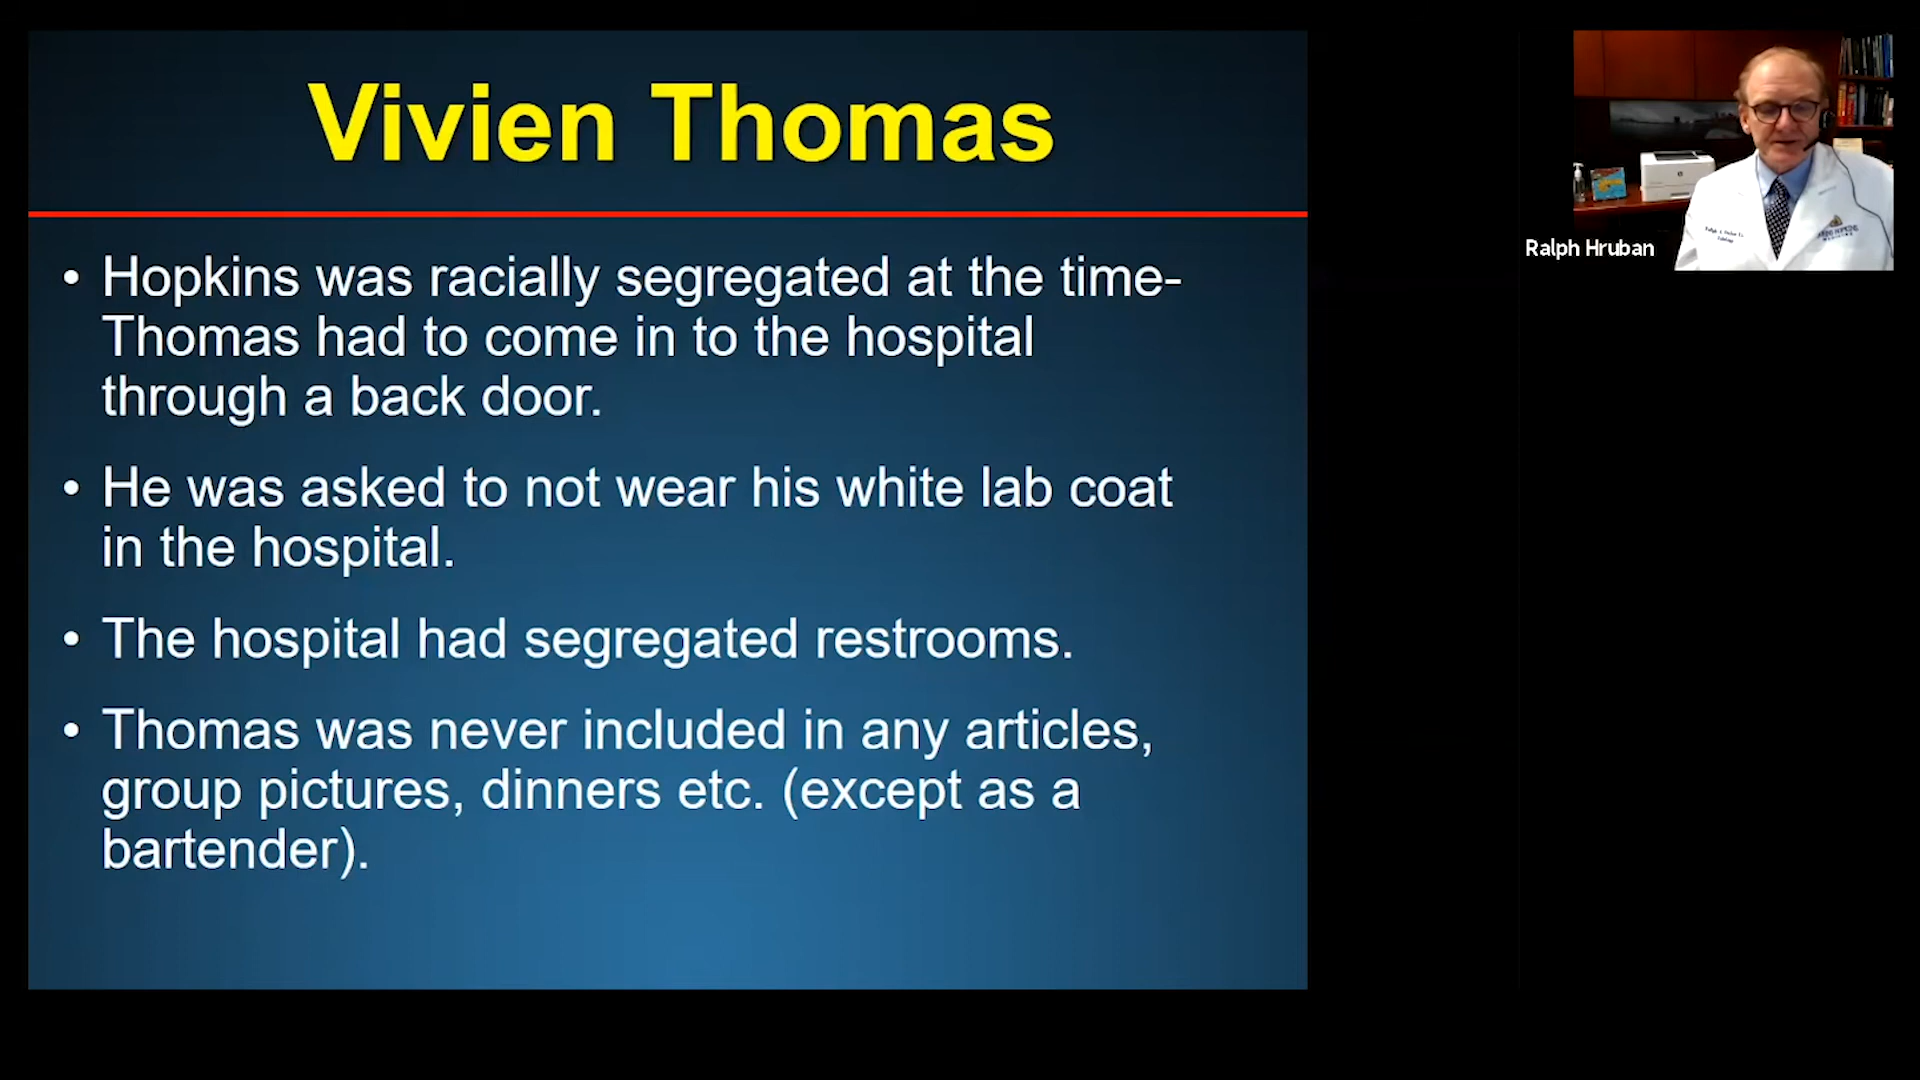 Vivien Thomas
• Hopkins was racially segregated at the time-
Thomas had to come in to the hospital
through a back door.
• He was asked to not wear his white lab coat
in the hospital.
• The hospital had segregated restrooms.
• Thomas was never included in any articles,
group pictures, dinners etc. (except as a
bartender).
Ralph Hruban